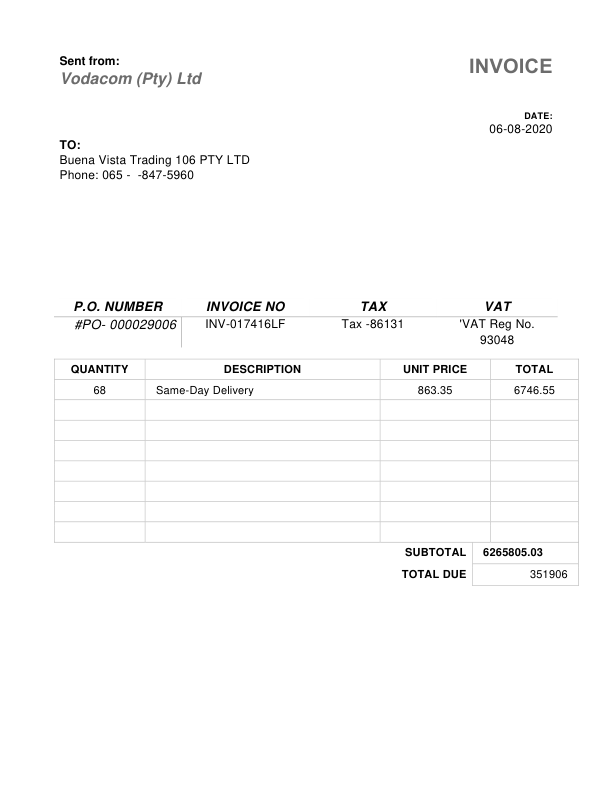 Sent from:
Vodacom (Pty) Ltd
INVOICE
DATE:
06-08-2020
TO:
Buena Vista Trading 106 PTY LTD
Phone: 065 -  -847-5960
P.O. NUMBER INVOICE NO TAX VAT
#PO- 000029006 INV-017416LF Tax -86131 'VAT Reg No.
93048
QUANTITY DESCRIPTION UNIT PRICE TOTAL
68 Same-Day Delivery 863.35 6746.55
SUBTOTAL 6265805.03
TOTAL DUE 351906